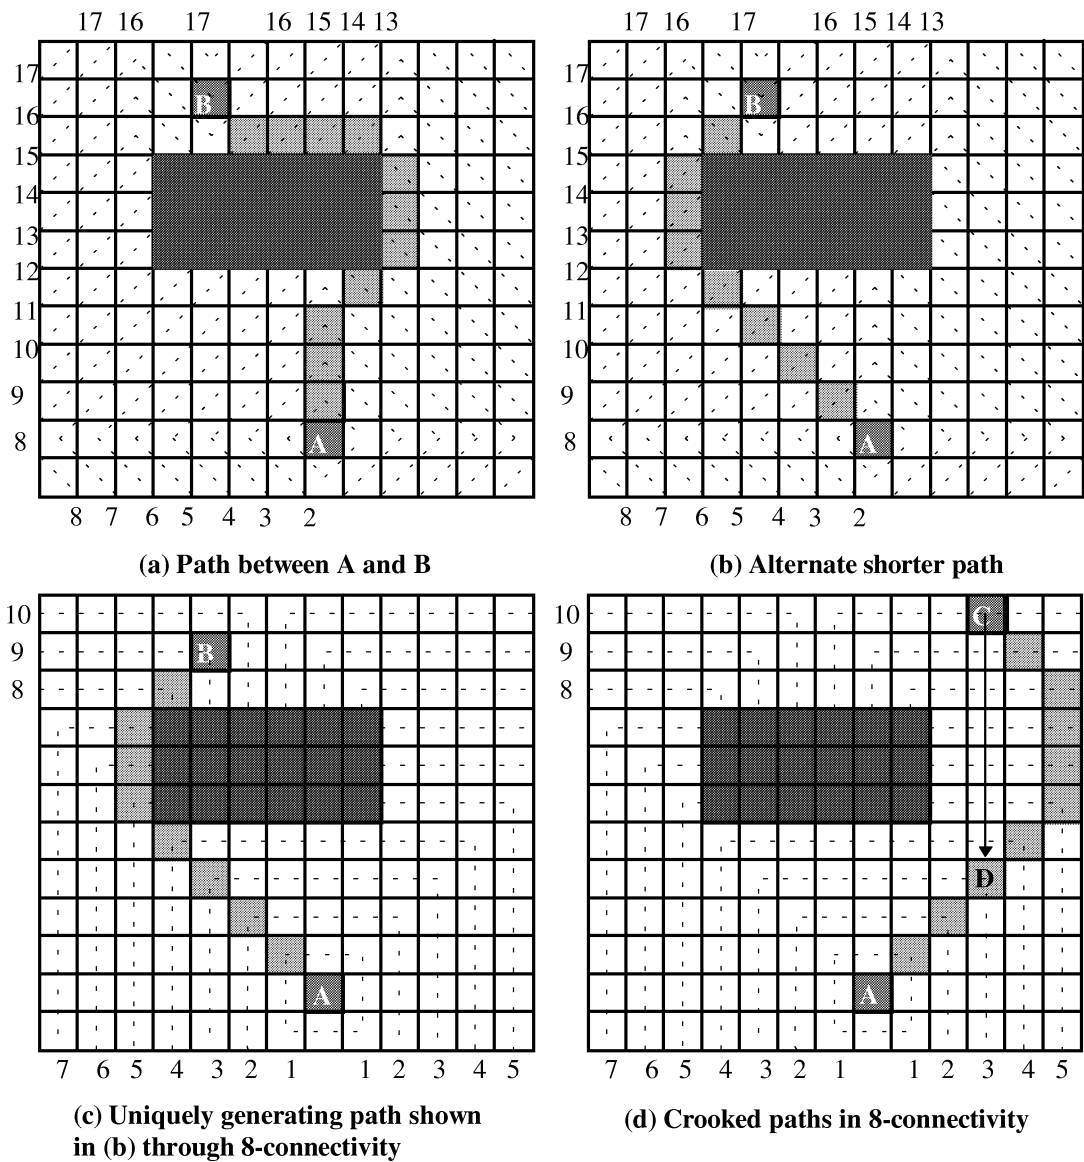 17 16 17 16 15 14 13
17
B
16
15
14
13
12
11
10
9
8
A
8 7 6 5 4 3 2
(a) Path between A and B
17 16 17 16 15 14 13
17
B
16
15
14
13
12
11
10
9
8
A
8 7 6 5 4 3 2
(b) Alternate shorter path
10
9
B
8
A
7 6 5 4 3 2 1 1 2 3 4 5
(c) Uniquely generating path shown
in (b) through 8-connectivity
10
C
9
8
D
A
5 4 3 2 1 1 2 3 4 5
(d) Crooked paths in 8-connectivity